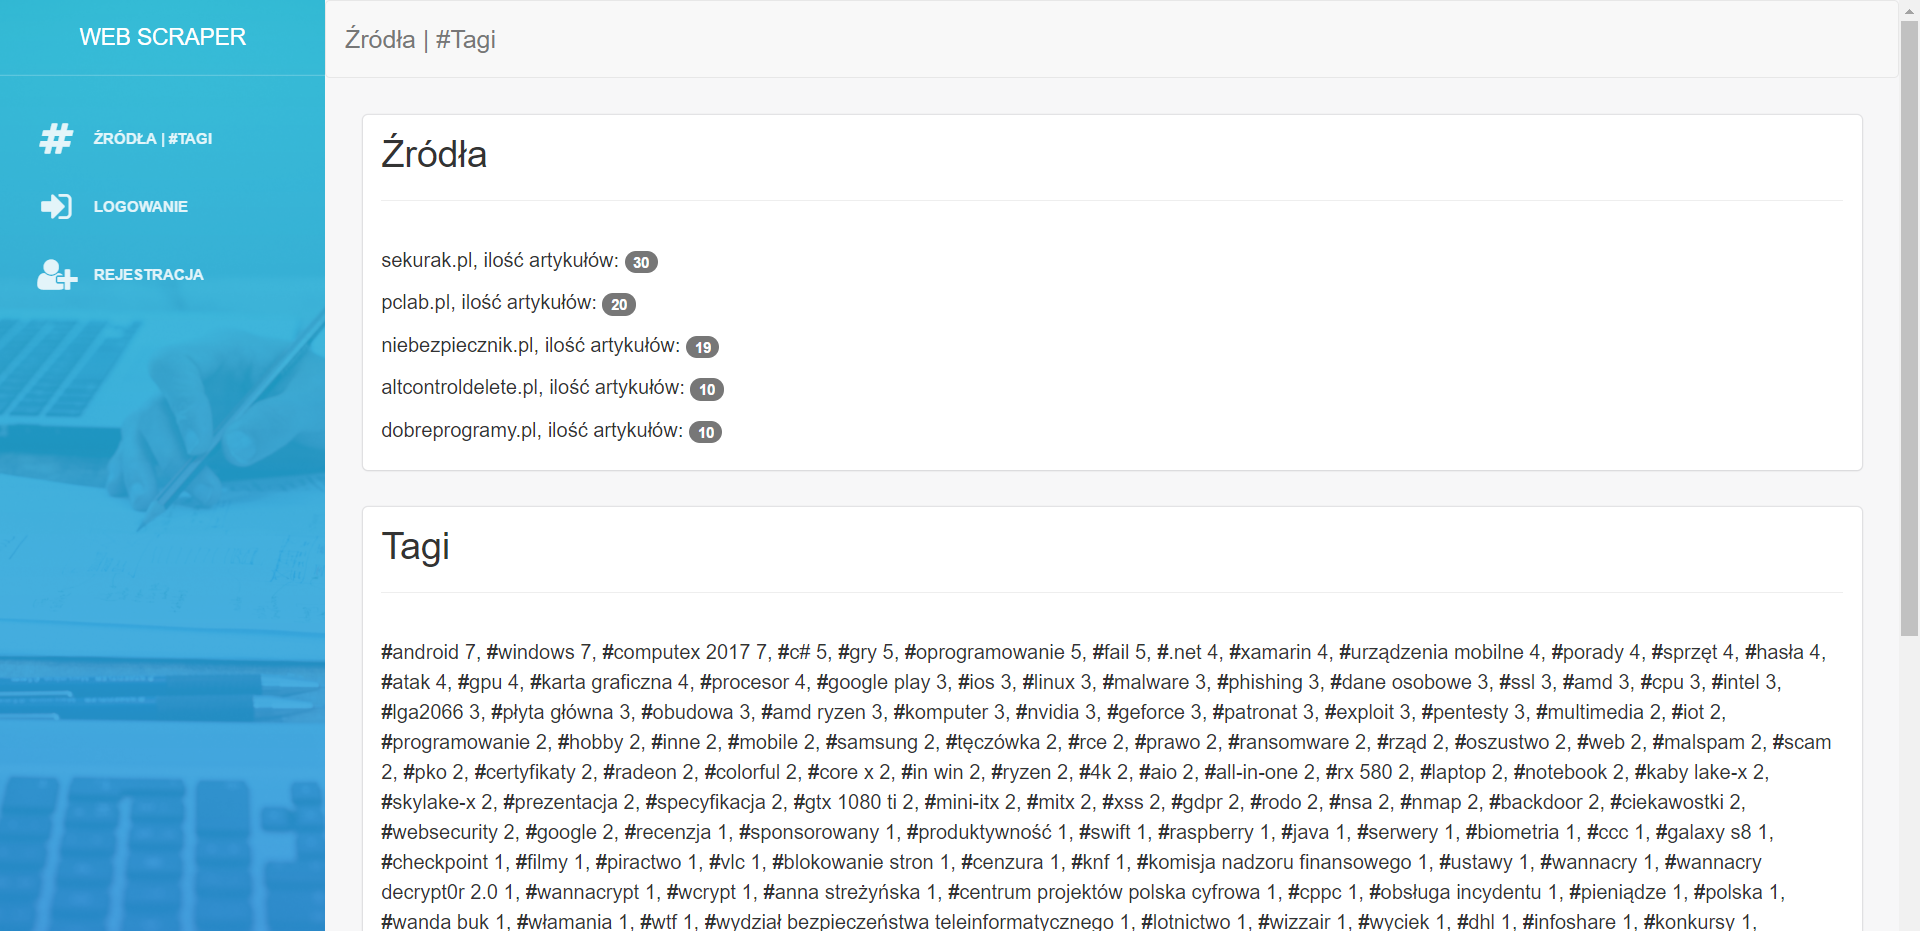 WEB SCRAPER
ŹRÓDŁA | #TAGI
LOGOWANIE
REJESTRACJA
Źródła | #Tagi
Źródła
sekurak.pl, ilość artykułów: 30
pclab.pl, ilość artykułów: 20
niebezpiecznik.pl, ilość artykułów: 19
altcontroldelete.pl, ilość artykułów: 10
dobreprogramy.pl, ilość artykułów: 10
Tagi
#android 7, #windows 7, #computex 2017 7, #c# 5, #gry 5, #oprogramowanie 5, #fail 5, #.net 4, #xamarin 4, #urządzenia mobilne 4, #porady 4, #sprzęt 4, #hasła 4,
#atak 4, #gpu 4, #karta graficzna 4, #procesor 4, #google play 3, #ios 3, #linux 3, #malware 3, #phishing 3, #dane osobowe 3, #ssl 3, #amd 3, #cpu 3, #intel 3,
#lga2066 3, #płyta główna 3, #obudowa 3, #amd ryzen 3, #komputer 3, #nvidia 3, #geforce 3, #patronat 3, #exploit 3, #pentesty 3, #multimedia 2, #iot 2,
#programowanie 2, #hobby 2, #inne 2, #mobile 2, #samsung 2, #tęczówka 2, #rce 2, #prawo 2, #ransomware 2, #rząd 2, #oszustwo 2, #web 2, #malspam 2, #scam
2, #pko 2, #certyfikaty 2, #radeon 2, #colorful 2, #core x 2, #in win 2, #ryzen 2, #4k 2, #aio 2, #all-in-one 2, #rx 580 2, #laptop 2, #notebook 2, #kaby lake-x 2,
#skylake-x 2, #prezentacja 2, #specyfikacja 2, #gtx 1080 ti 2, #mini-itx 2, #mitx 2, #xss 2, #gdpr 2, #rodo 2, #nsa 2, #nmap 2, #backdoor 2, #ciekawostki 2,
#websecurity 2, #google 2, #recenzja 1, #sponsorowany 1, #produktywność 1, #swift 1, #raspberry 1, #java 1, #serwery 1, #biometria 1, #ccc 1, #galaxy s8 1,
#checkpoint 1, #filmy 1, #piractwo 1, #vlc 1, #blokowanie stron 1, #cenzura 1, #knf 1, #komisja nadzoru finansowego 1, #ustawy 1, #wannacry 1, #wannacry
decrypt0r 2.0 1, #wannacrypt 1, #wcrypt 1, #anna streżyńska 1, #centrum projektów polska cyfrowa 1, #cppc 1, #obsługa incydentu 1, #pieniądze 1, #polska 1,
#wanda buk 1, #włamania 1, #wtf 1, #wydział bezpieczeństwa teleinformatycznego 1, #lotnictwo 1, #wizzair 1, #wyciek 1, #dhl 1, #infoshare 1, #konkursy 1,